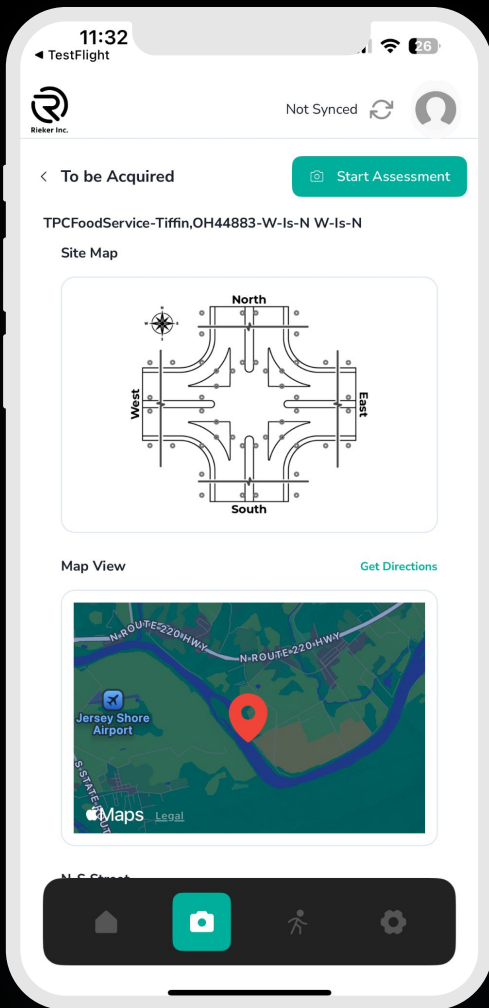 11:32
TestFlight
26
Rieker Inc.
Not Synced
To be Acquired
Start Assessment
TPCFoodService-Tiffin,OH44883-W-Is-N W-Is-N
Site Map
North
West
East
South
Map View
Get Directions
N ROUTE 220 HWY
N ROUTE 220 HWY
Jersey Shore
Airport
Maps Legal
N-S Street